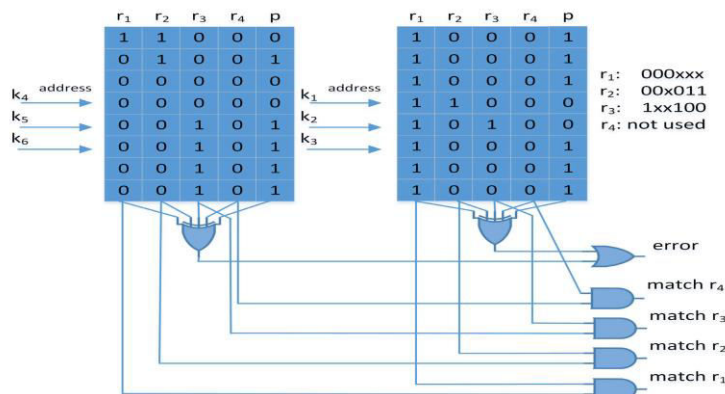 r₁ r₂ r₃ r₄ p
1 1 0 0 0
0 1 0 0 1
0 0 0 0 0
0 0 0 0 0
0 0 1 0 1
0 0 1 0 1
0 0 1 0 1
0 0 1 0 1
k₄ address
k₅
k₆
r₁ r₂ r₃ r₄ p
1 0 0 0 1
1 0 0 0 1
1 0 0 0 1
1 1 0 0 0
1 0 1 0 0
1 0 0 0 1
1 0 0 0 1
1 0 0 0 1
k₁ address
k₂
k₃
r₁: 000xxx
r₂: 00x011
r₃: 1xx100
r₄: not used
error
match r₄
match r₃
match r₂
match r₁